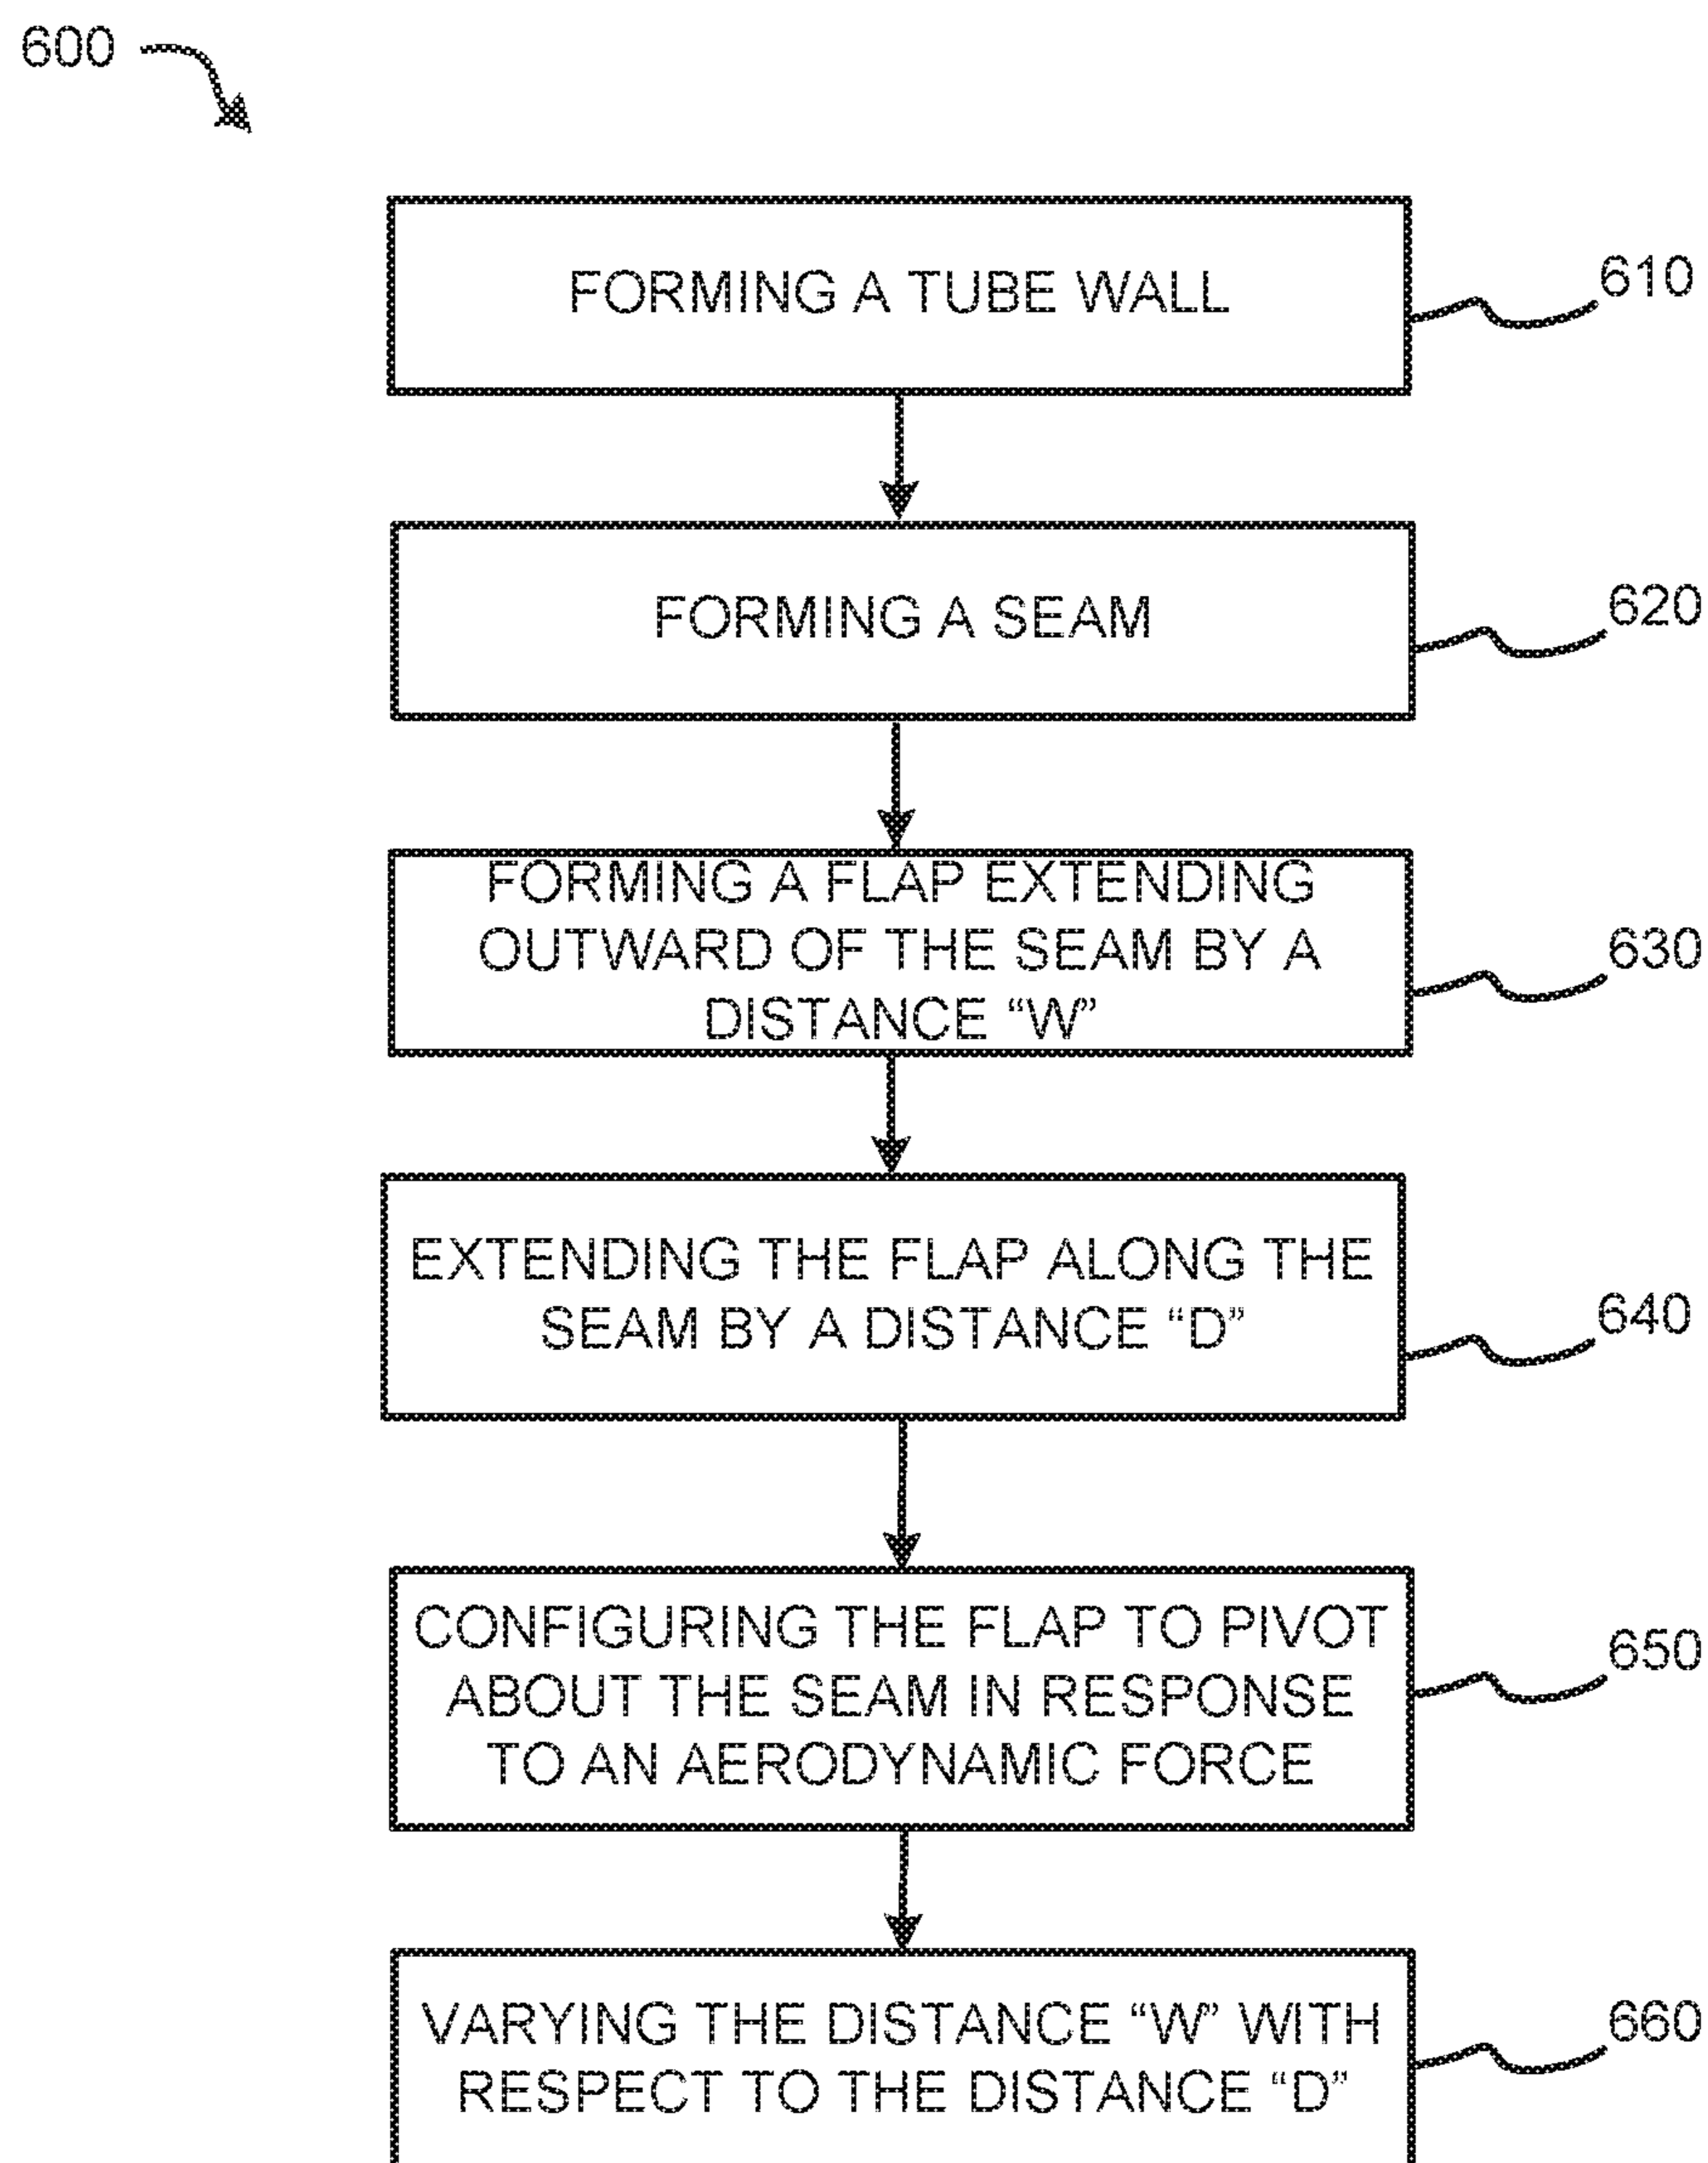 600
FORMING A TUBE WALL
610
FORMING A SEAM
620
FORMING A FLAP EXTENDING
OUTWARD OF THE SEAM BY A
DISTANCE “W”
630
EXTENDING THE FLAP ALONG THE
SEAM BY A DISTANCE “D”
640
CONFIGURING THE FLAP TO PIVOT
ABOUT THE SEAM IN RESPONSE
TO AN AERODYNAMIC FORCE
650
VARYING THE DISTANCE “W” WITH
RESPECT TO THE DISTANCE “D”
660